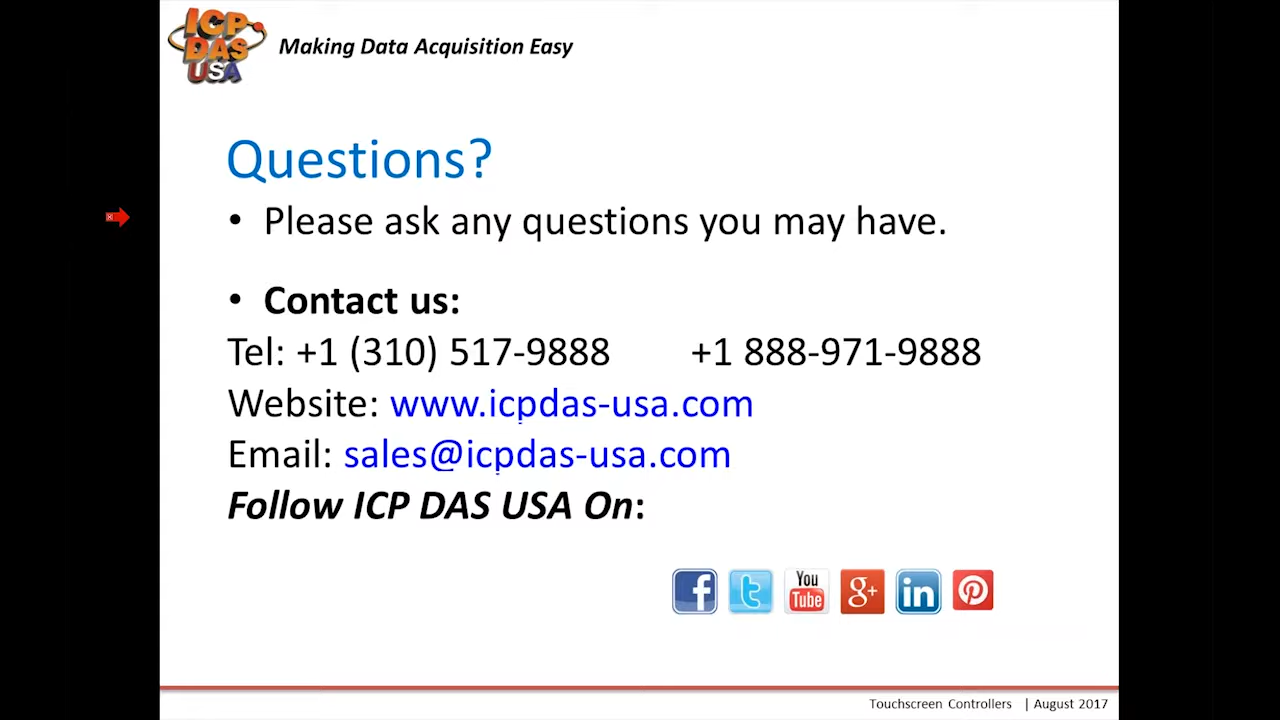 ICP
DAS
USA
Making Data Acquisition Easy
Questions?
• Please ask any questions you may have.
• Contact us:
Tel: +1 (310) 517-9888 +1 888-971-9888
Website: www.icpdas-usa.com
Email: sales@icpdas-usa.com
Follow ICP DAS USA On:
f t You Tube g+ in p
Touchscreen Controllers | August 2017